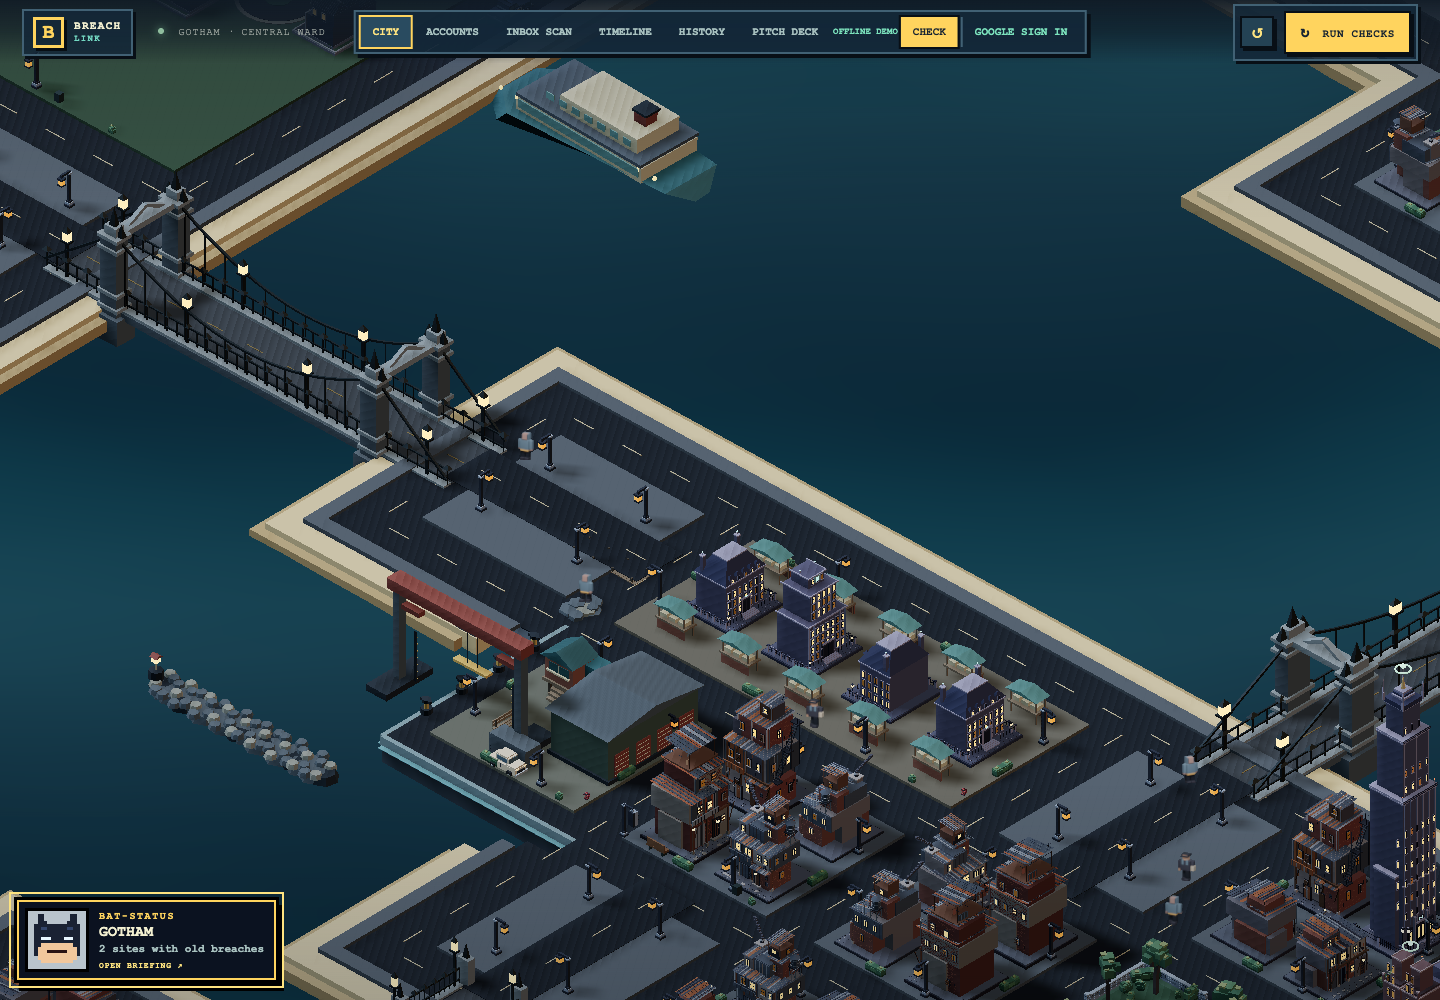 B
BREACH
LINK
GOTHAM · CENTRAL WARD
CITY
ACCOUNTS
INBOX SCAN
TIMELINE
HISTORY
PITCH DECK
OFFLINE DEMO
CHECK
GOOGLE SIGN IN
↺
↻ RUN CHECKS
BAT-STATUS
GOTHAM
2 sites with old breaches
OPEN BRIEFING ↗